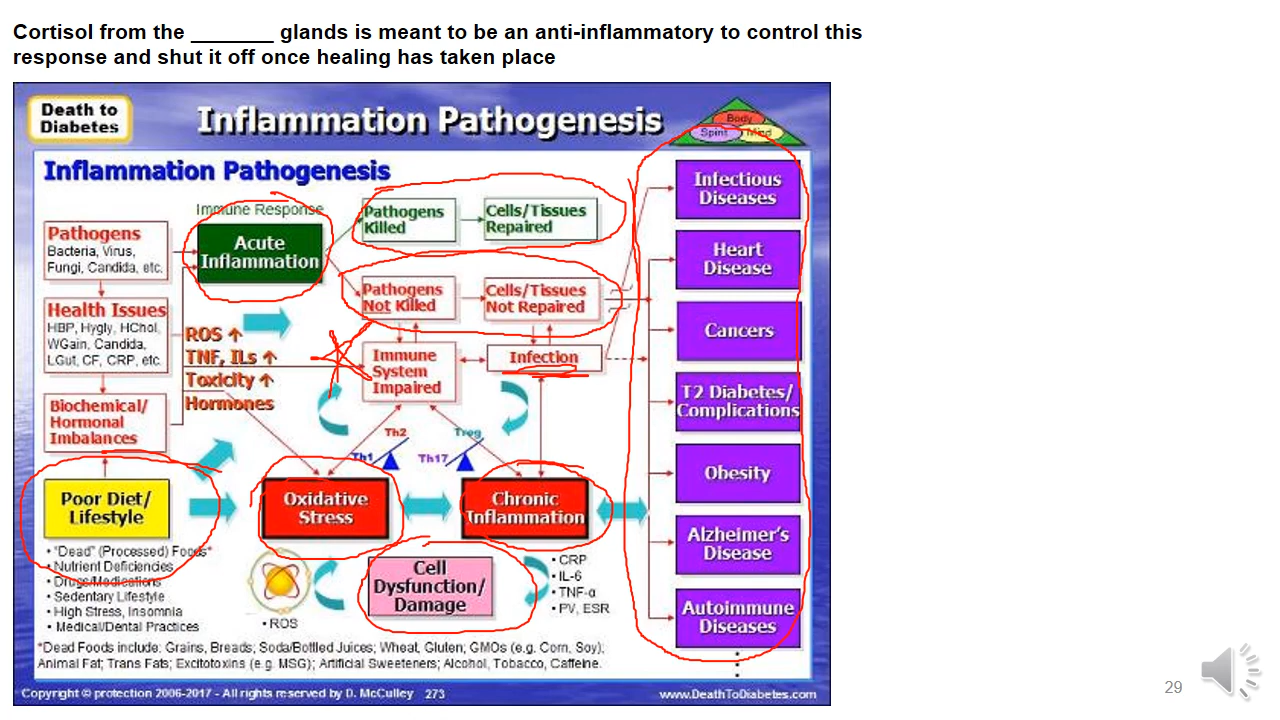 Cortisol from the _______ glands is meant to be an anti-inflammatory to control this
response and shut it off once healing has taken place
Death to
Diabetes
Inflammation Pathogenesis
Body
Spirit Mind
Inflammation Pathogenesis
Immune Response
Pathogens
Bacteria, Virus,
Fungi, Candida, etc.
Acute
Inflammation
Pathogens
Killed
Cells/Tissues
Repaired
Pathogens
Not Killed
Cells/Tissues
Not Repaired
Health Issues
HBP, Hygly, HChol,
WGain, Candida,
LGut, CF, CRP, etc.
ROS ↑
TNF, ILs ↑
Toxicity ↑
Hormones
Immune
System
Impaired
Infection
Biochemical/
Hormonal
Imbalances
Th2
Th1
Treg
Th17
Poor Diet/
Lifestyle
Oxidative
Stress
Chronic
Inflammation
• "Dead" (Processed) Foods*
• Nutrient Deficiencies
• Drugs/Medications
• Sedentary Lifestyle
• High Stress, Insomnia
• Medical/Dental Practices
• ROS
Cell
Dysfunction/
Damage
• CRP
• IL-6
• TNF-α
• PV, ESR
Infectious
Diseases
Heart
Disease
Cancers
T2 Diabetes/
Complications
Obesity
Alzheimer's
Disease
Autoimmune
Diseases
*Dead Foods include: Grains, Breads; Soda/Bottled Juices; Wheat, Gluten; GMOs (e.g. Corn, Soy);
Animal Fat; Trans Fats; Excitotoxins (e.g. MSG); Artificial Sweeteners; Alcohol, Tobacco, Caffeine.
Copyright © protection 2006-2017 - All rights reserved by D. McCulley 273
www.DeathToDiabetes.com
29